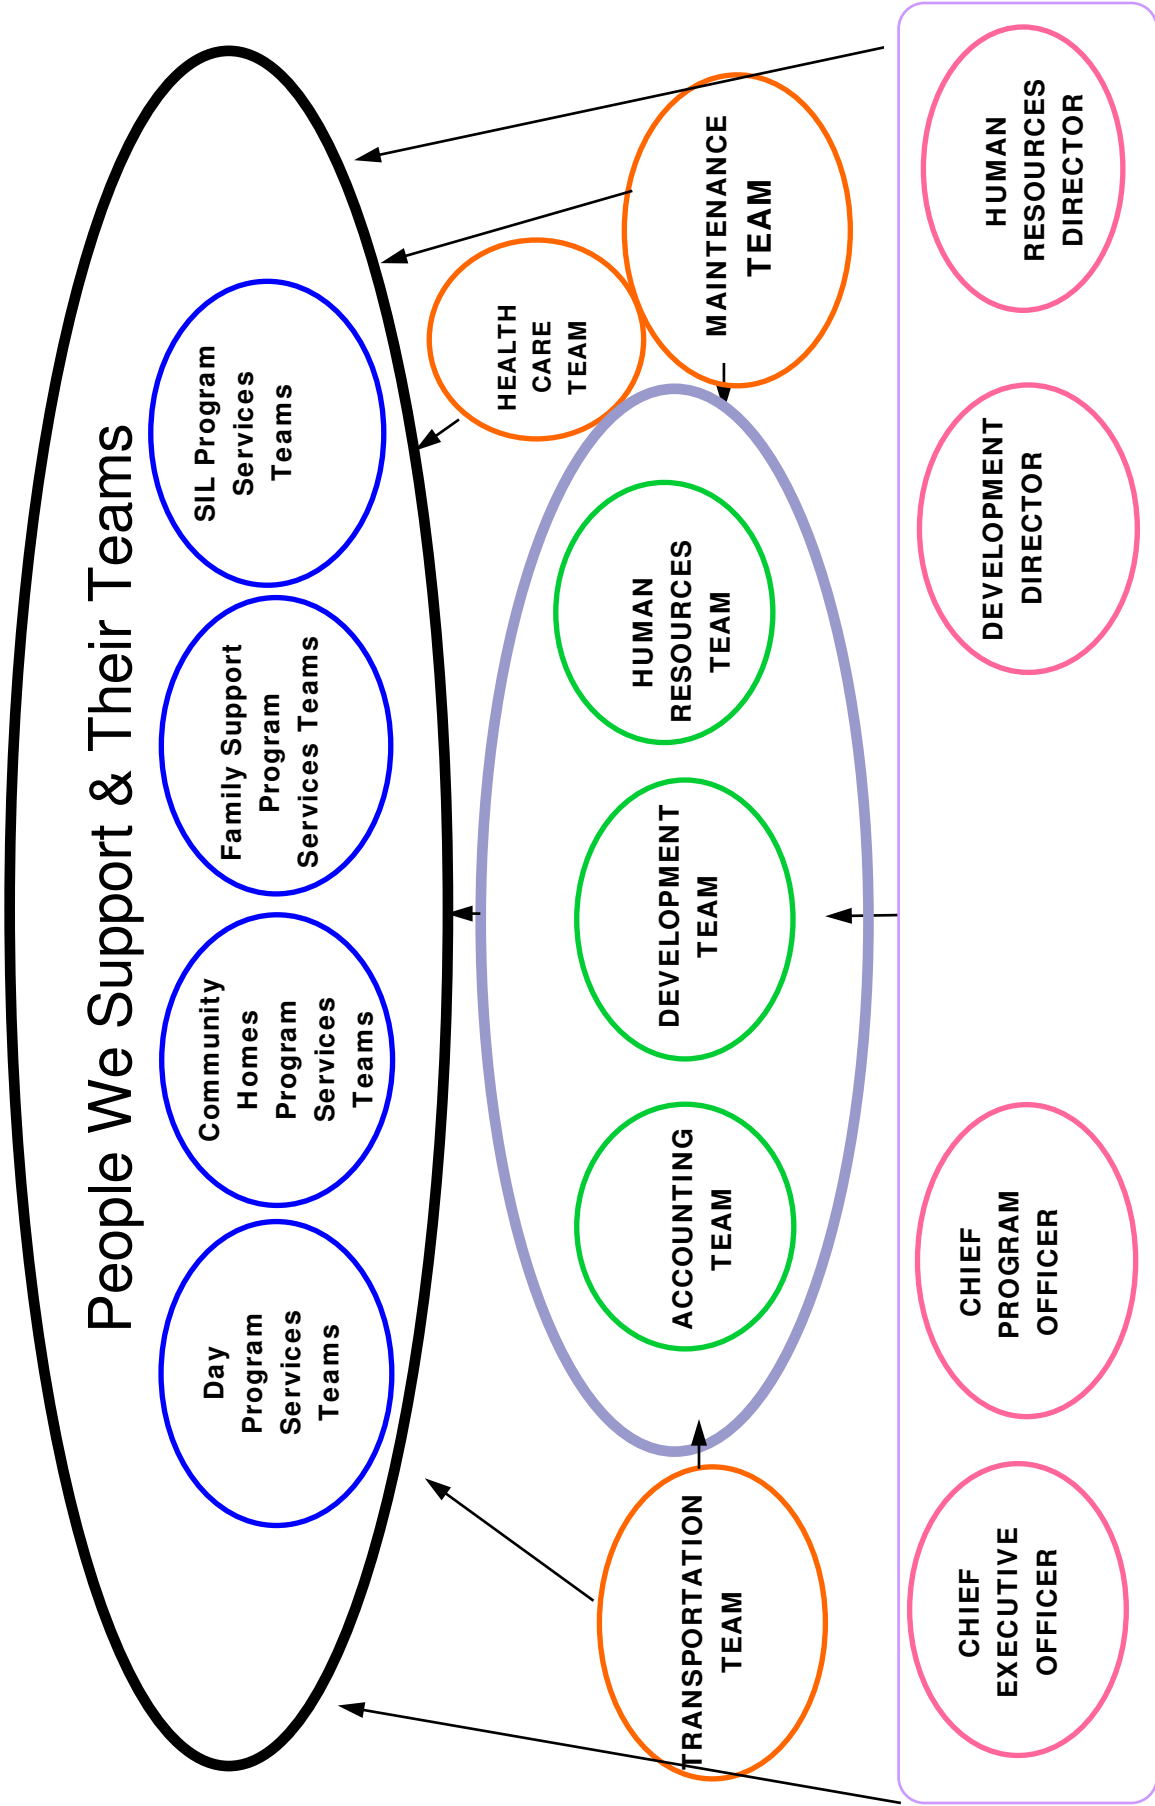 People We Support & Their Teams
Day
Program
Services
Teams
Community
Homes
Program
Services
Teams
Family Support
Program
Services Teams
SIL Program
Services
Teams
HEALTH
CARE
TEAM
MAINTENANCE
TEAM
TRANSPORTATION
TEAM
ACCOUNTING
TEAM
DEVELOPMENT
TEAM
HUMAN
RESOURCES
TEAM
CHIEF
EXECUTIVE
OFFICER
CHIEF
PROGRAM
OFFICER
DEVELOPMENT
DIRECTOR
HUMAN
RESOURCES
DIRECTOR